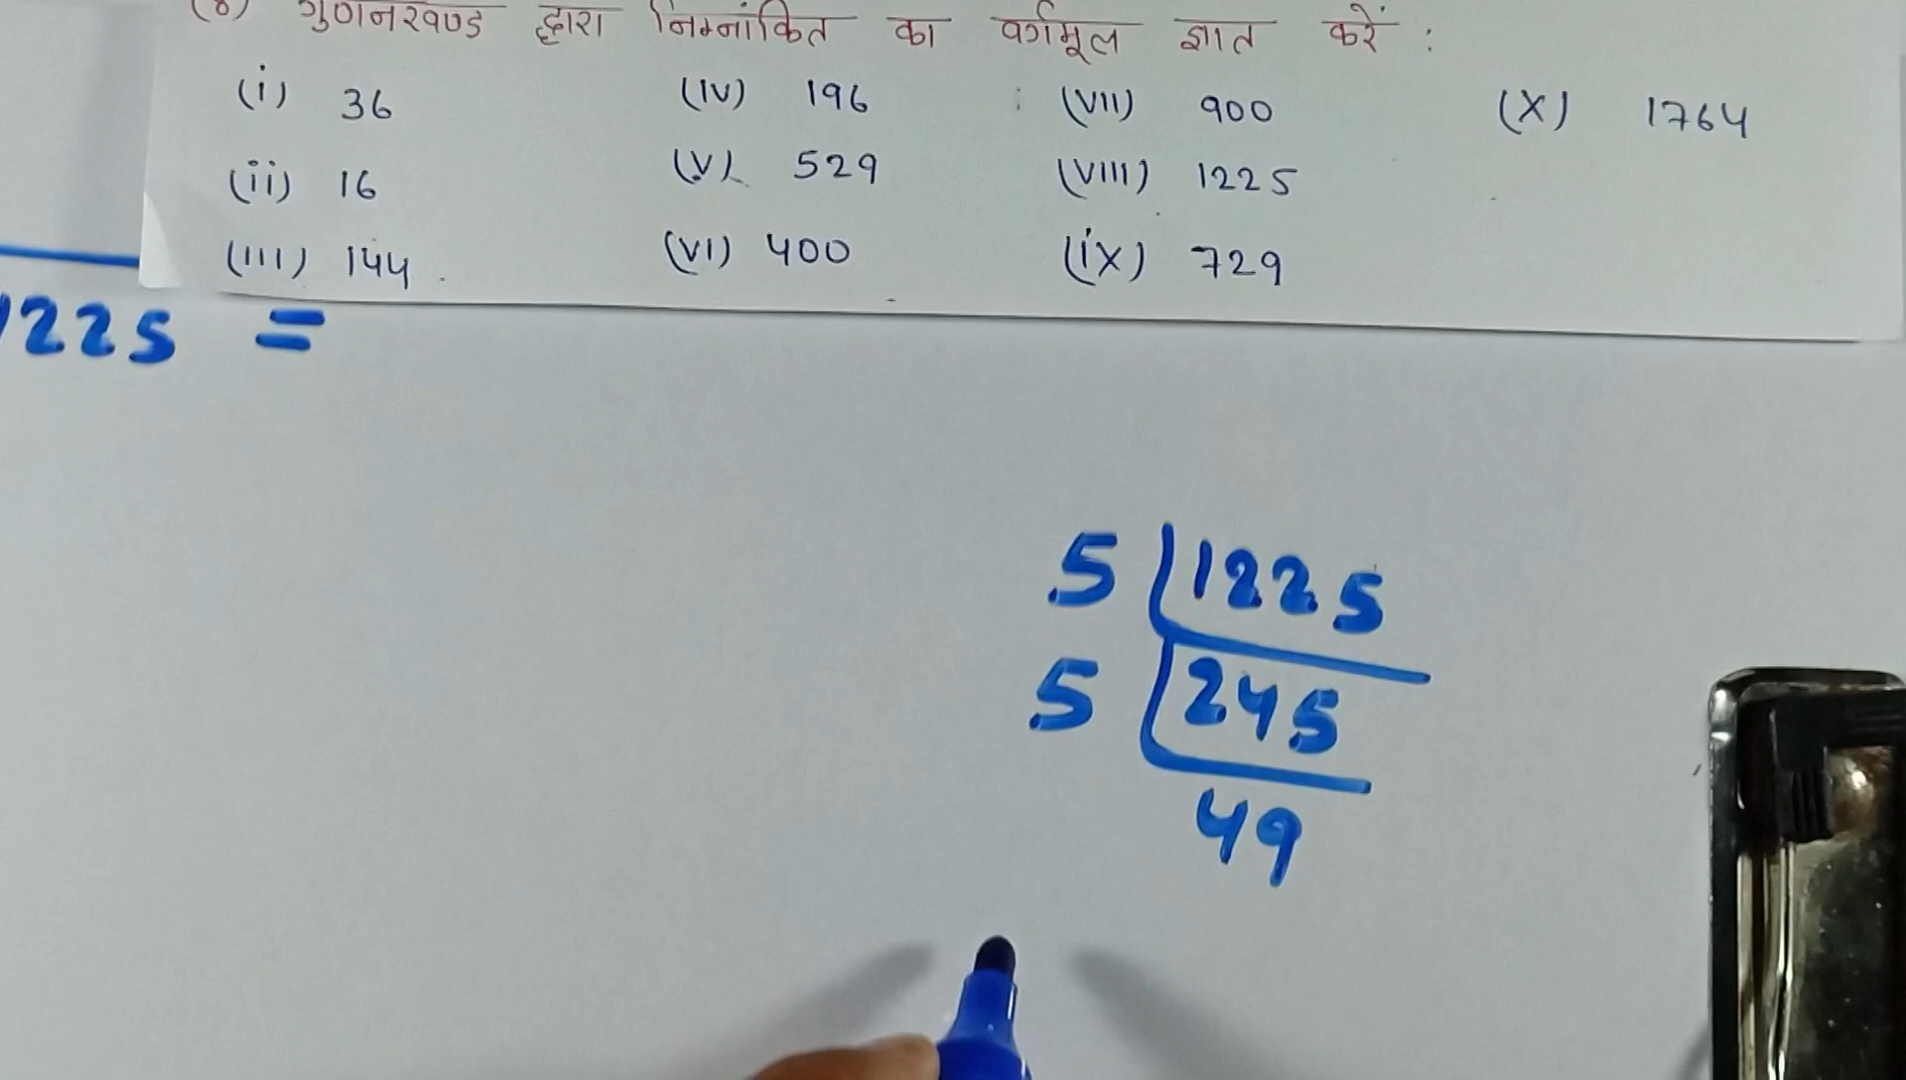 (8) गुणनखण्ड द्वारा निम्नांकित का वर्गमूल ज्ञात करें :
(i) 36 (IV) 196 (VII) 900 (X) 1764
(ii) 16 (V) 529 (VIII) 1225
(III) 144 (VI) 400 (ix) 729
1225 =
5 | 1225
5 | 245
49